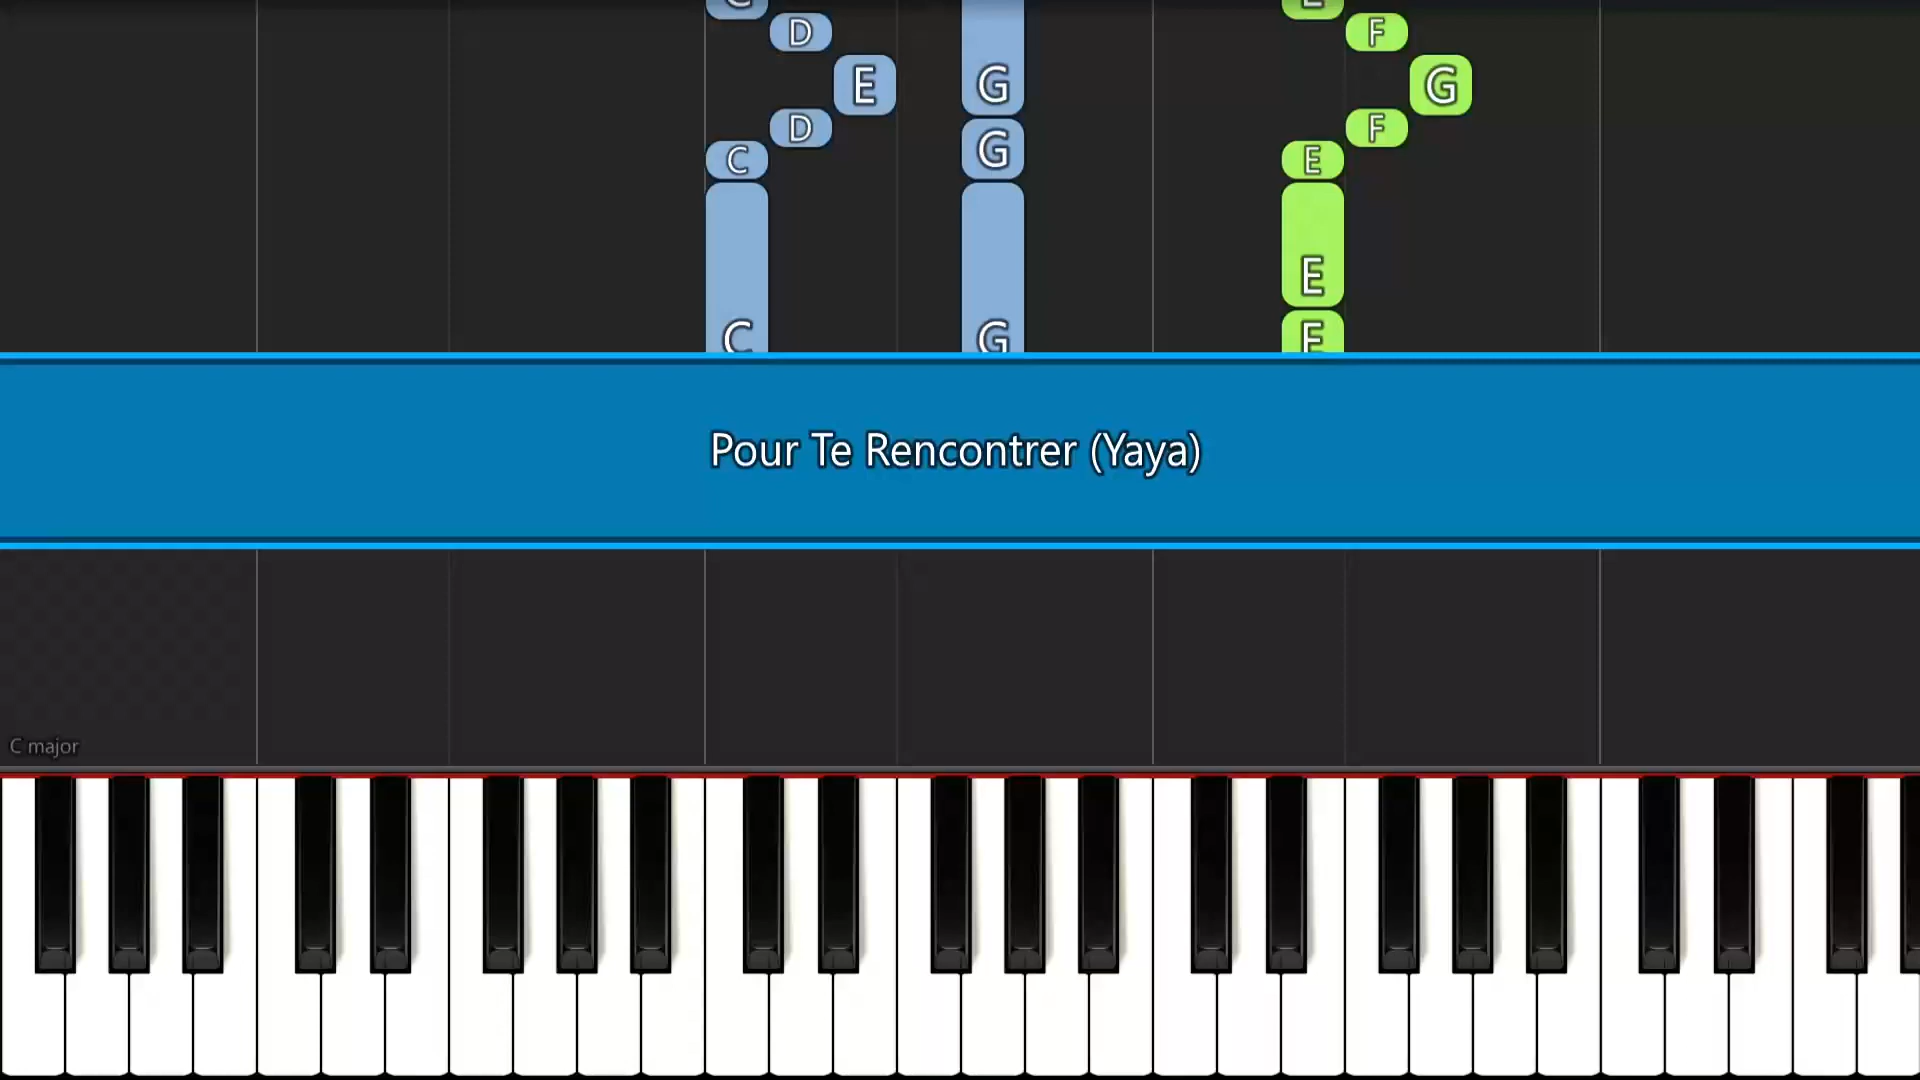 C E
D F
E G G
D G F
C E
E
C G E
Pour Te Rencontrer (Yaya)
C major